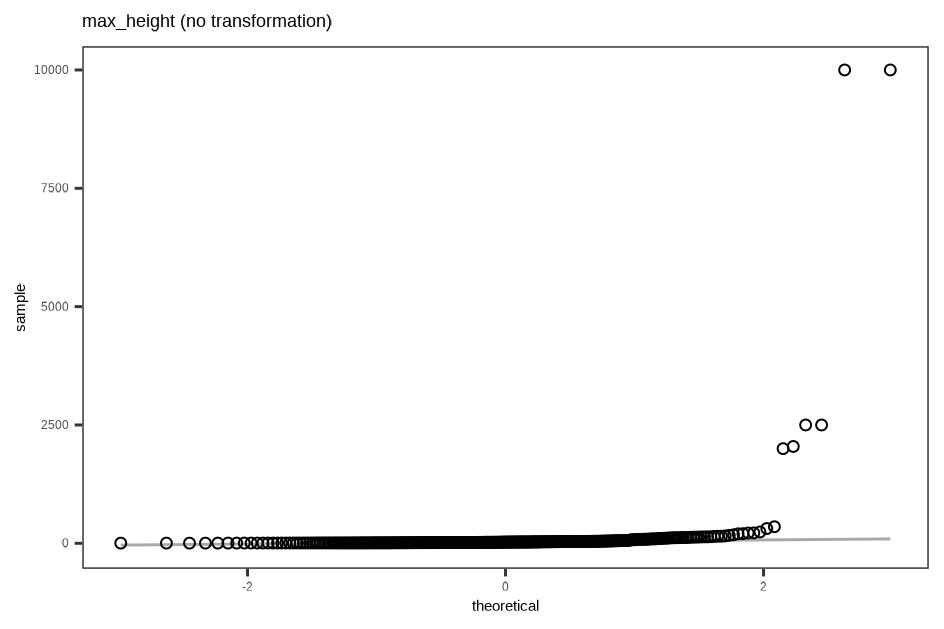 max_height (no transformation)
10000
7500
5000
2500
0
sample
-2 0 2
theoretical